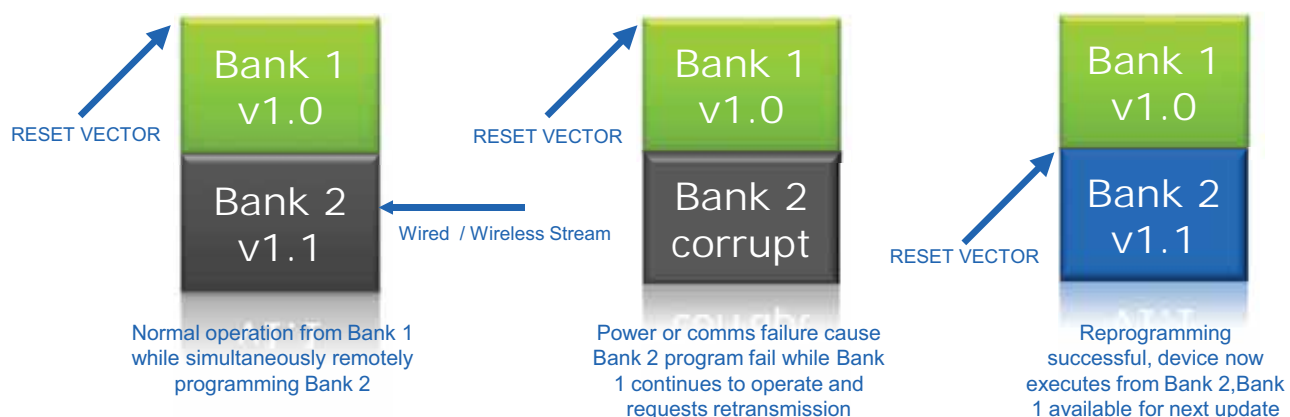 Bank 1
v1.0
RESET VECTOR
Bank 2
v1.1
Wired / Wireless Stream
Normal operation from Bank 1
while simultaneously remotely
programming Bank 2
Bank 1
v1.0
RESET VECTOR
Bank 2
corrupt
Power or comms failure cause
Bank 2 program fail while Bank
1 continues to operate and
requests retransmission
Bank 1
v1.0
Bank 2
v1.1
RESET VECTOR
Reprogramming
successful, device now
executes from Bank 2,Bank
1 available for next update